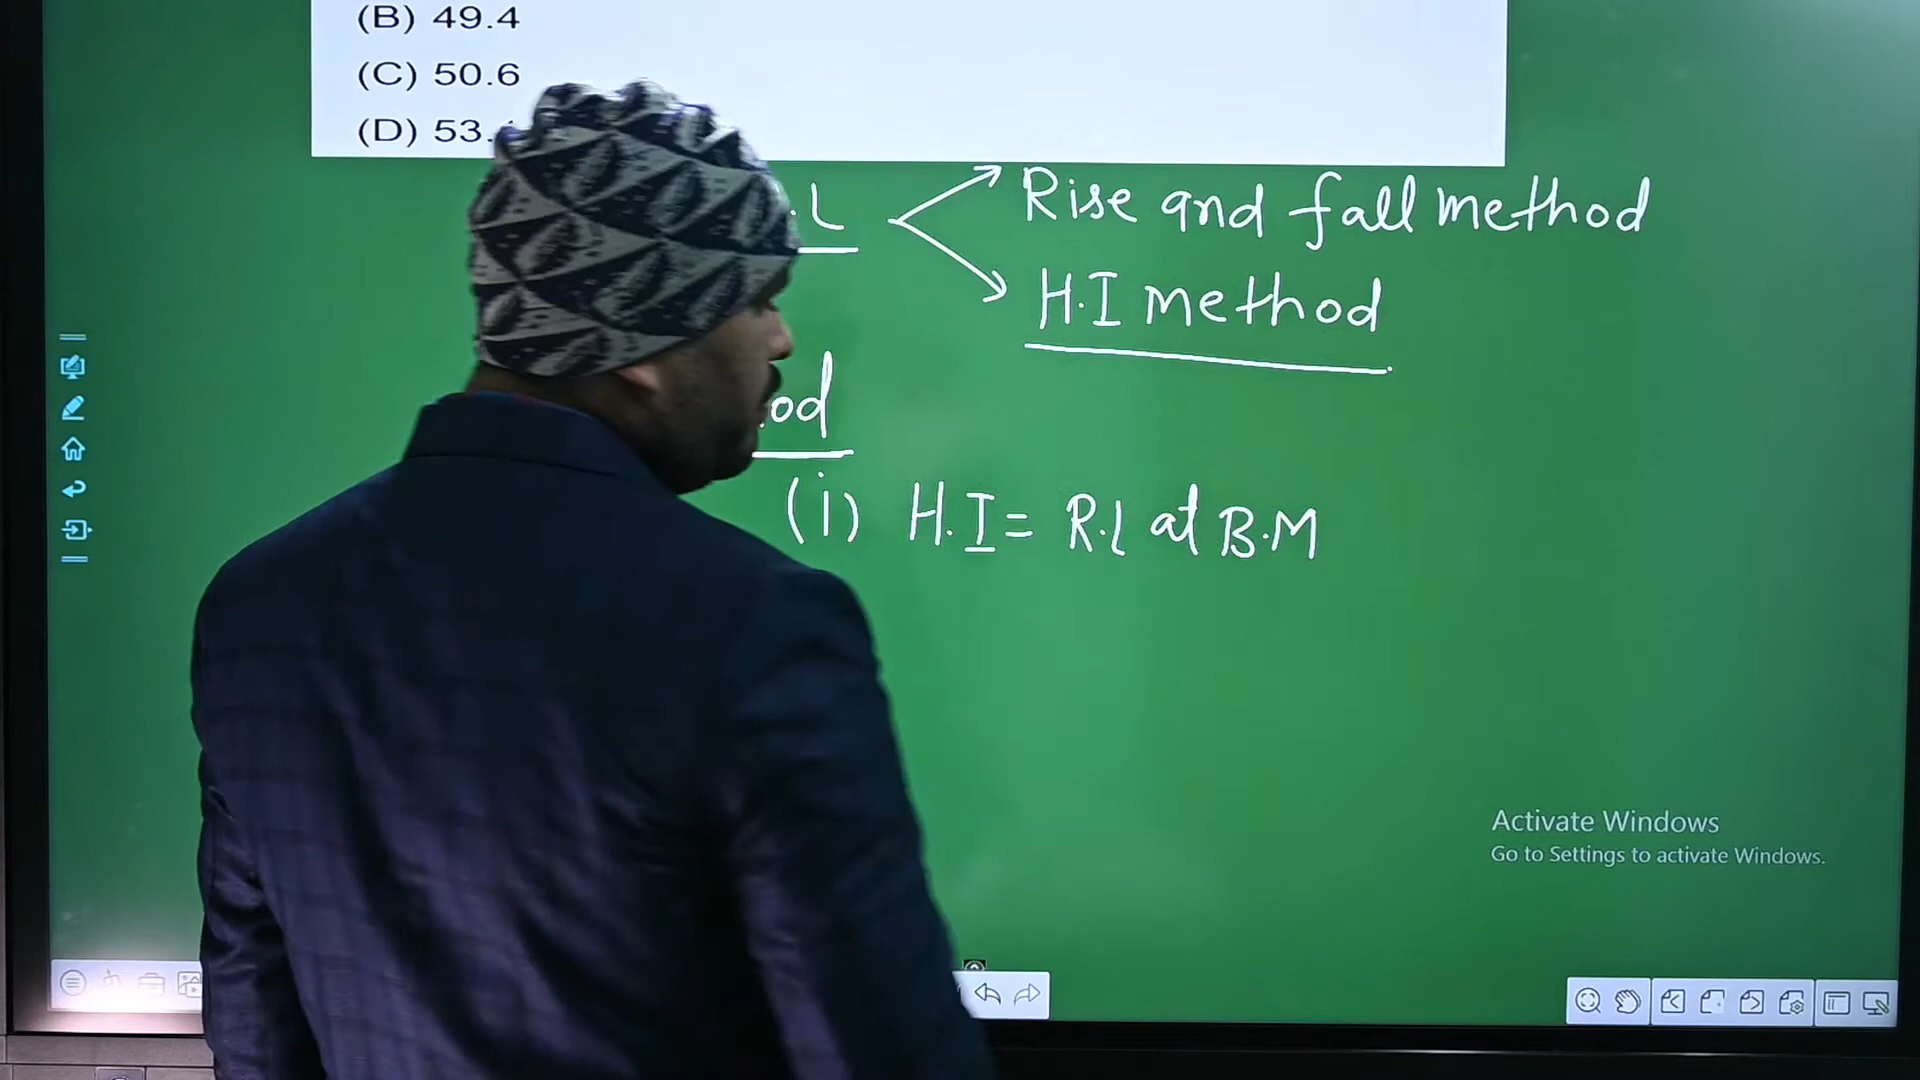 (B) 49.4
(C) 50.6
(D) 53.
.L
Rise and fall method
H.I method
od
(i) H.I = R.L at B.M
Activate Windows
Go to Settings to activate Windows.